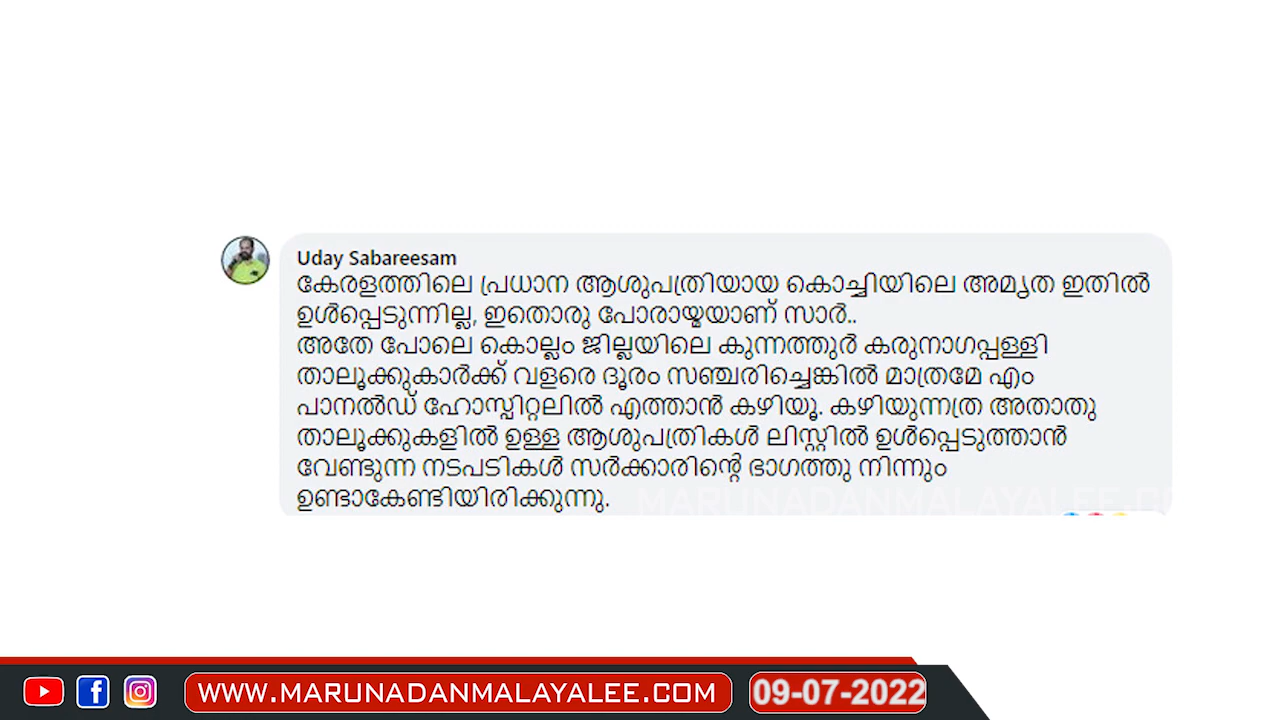 Uday Sabareesam
കേരളത്തിലെ പ്രധാന ആശുപത്രിയായ കൊച്ചിയിലെ അമൃത ഇതിൽ
ഉൾപ്പെടുന്നില്ല, ഇതൊരു പോരായ്മയാണ് സാർ..
അതേ പോലെ കൊല്ലം ജില്ലയിലെ കുന്നത്തുർ കരുനാഗപ്പള്ളി
താലൂക്കുകാർക്ക് വളരെ ദൂരം സഞ്ചരിച്ചെങ്കിൽ മാത്രമേ എം
പാനൽഡ് ഹോസ്പിറ്റലിൽ എത്താൻ കഴിയൂ. കഴിയുന്നത്ര അതാതു
താലൂക്കുകളിൽ ഉള്ള ആശുപത്രികൾ ലിസ്റ്റിൽ ഉൾപ്പെടുത്താൻ
വേണ്ടുന്ന നടപടികൾ സർക്കാരിന്റെ ഭാഗത്തു നിന്നും
ഉണ്ടാകേണ്ടിയിരിക്കുന്നു.
MARUNADANMALAYALEE.CO
WWW.MARUNADANMALAYALEE.COM
09-07-2022